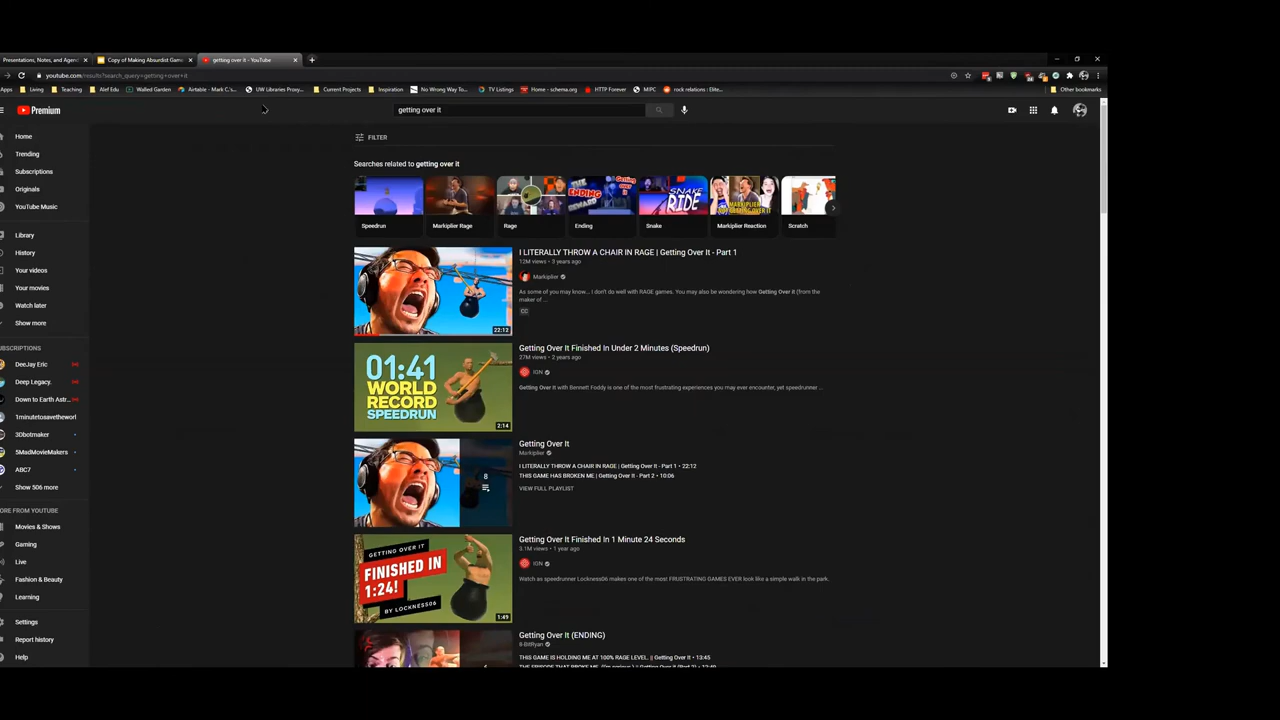 Presentations, Notes, and Agend
Copy of Making Absurdist Game
getting over it - YouTube
youtube.com/results?search_query=getting+over+it
Apps
Living
Teaching
Alef Edu
Walled Garden
Airtable - Mark C.'s...
UW Libraries Proxy...
Current Projects
Inspiration
No Wrong Way To...
TV Listings
Home - schema.org
HTTP Forever
MIPC
rock relations : Elite...
Other bookmarks
Premium
getting over it
Home
Trending
Subscriptions
Originals
YouTube Music
Library
History
Your videos
Your movies
Watch later
Show more
UBSCRIPTIONS
DeeJay Eric
Deep Legacy.
Down to Earth Astr...
1minutetosavetheworl
3Dbotmaker
5MadMovieMakers
ABC7
Show 506 more
ORE FROM YOUTUBE
Movies & Shows
Gaming
Live
Fashion & Beauty
Learning
Settings
Report history
Help
FILTER
Searches related to getting over it
Speedrun
Markiplier Rage
Rage
THE ENDING REWARD
Getting over it
Ending
SNAKE RIDE
Snake
MARKIPLIER
Markiplier Reaction
Scratch
22:12
I LITERALLY THROW A CHAIR IN RAGE | Getting Over It - Part 1
12M views • 3 years ago
Markiplier
As some of you may know... I don't do well with RAGE games. You may also be wondering how Getting Over it (from the
maker of ...
CC
01:41
WORLD
RECORD
SPEEDRUN
2:14
Getting Over It Finished In Under 2 Minutes (Speedrun)
27M views • 2 years ago
IGN
Getting Over It with Bennett Foddy is one of the most frustrating experiences you may ever encounter, yet speedrunner ...
8
Getting Over It
Markiplier
I LITERALLY THROW A CHAIR IN RAGE | Getting Over It - Part 1 • 22:12
THIS GAME HAS BROKEN ME | Getting Over It - Part 2 • 10:06
VIEW FULL PLAYLIST
GETTING OVER IT
FINISHED IN
1:24!
BY LOCKNESS06
1:49
Getting Over It Finished In 1 Minute 24 Seconds
3.1M views • 1 year ago
IGN
Watch as speedrunner Lockness06 makes one of the most FRUSTRATING GAMES EVER look like a simple walk in the park.
Getting Over It (ENDING)
8-BitRyan
THIS GAME IS HOLDING ME AT 100% RAGE LEVEL. || Getting Over It • 13:45